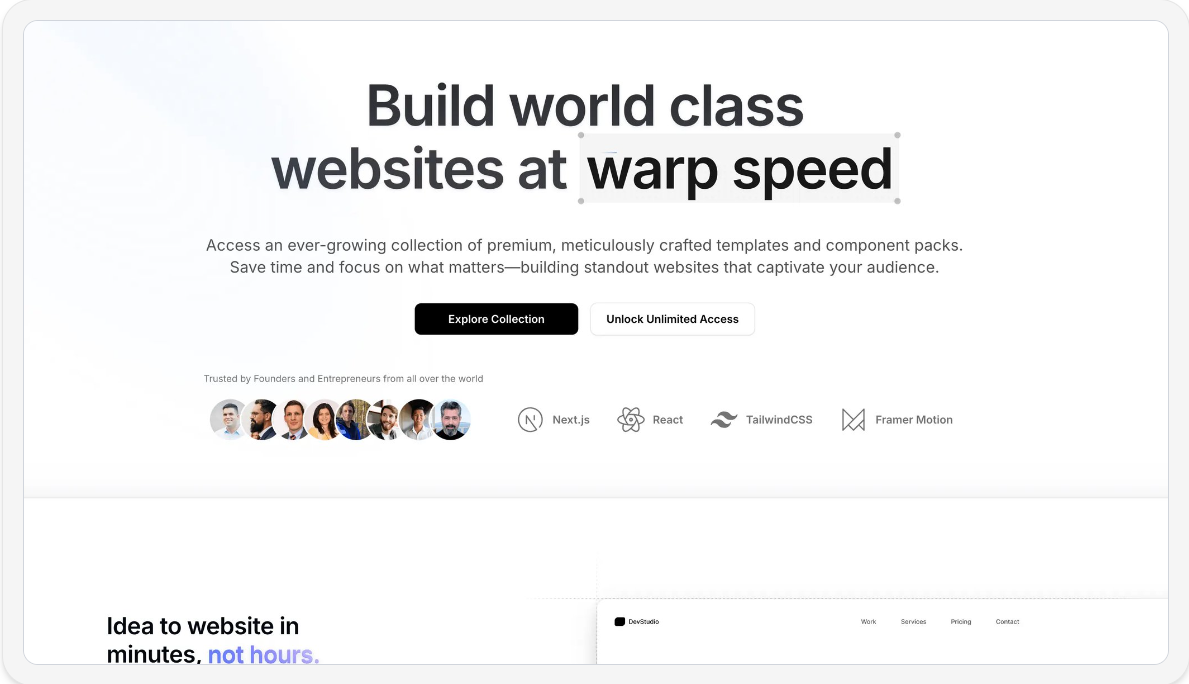 Build world class
websites at warp speed
Access an ever-growing collection of premium, meticulously crafted templates and component packs.
Save time and focus on what matters—building standout websites that captivate your audience.
Explore Collection
Unlock Unlimited Access
Trusted by Founders and Entrepreneurs from all over the world
Next.js
React
TailwindCSS
Framer Motion
Idea to website in
minutes, not hours.
DevStudio
Work
Services
Pricing
Contact